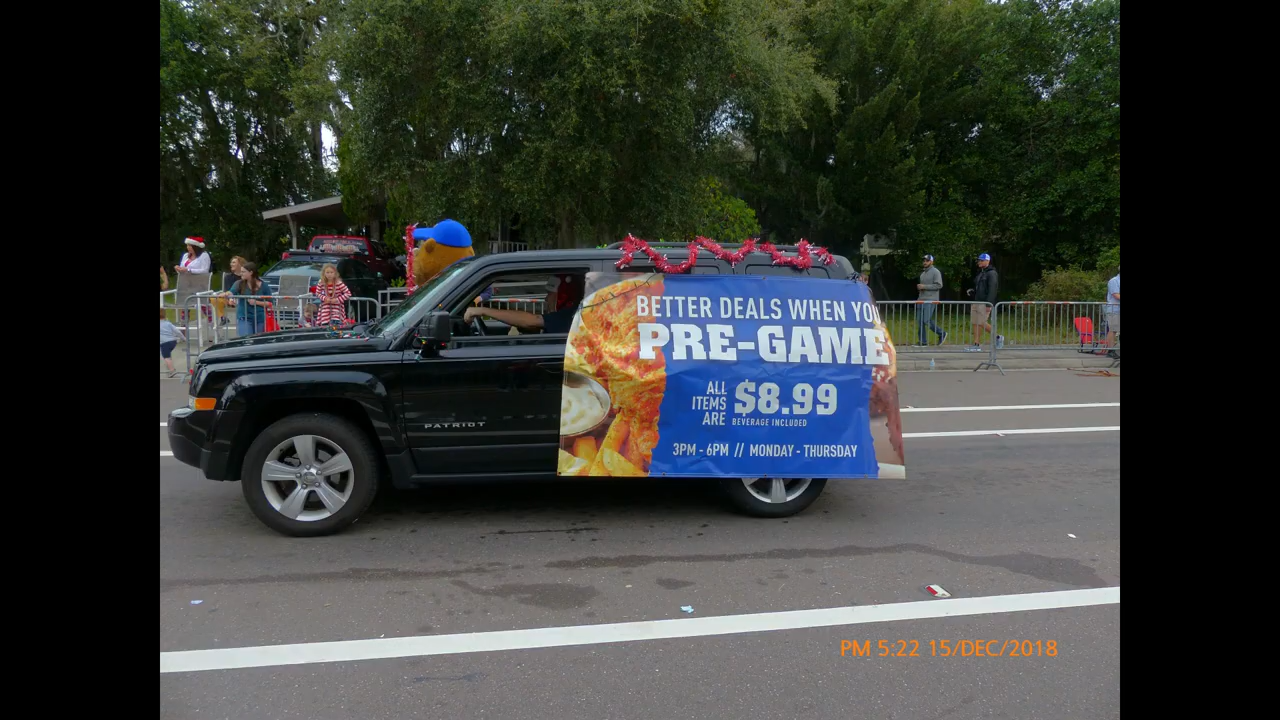 BETTER DEALS WHEN YOU
PRE-GAME
ALL
ITEMS
ARE
$8.99
BEVERAGE INCLUDED
3PM - 6PM // MONDAY - THURSDAY
PATRIOT
PM 5:22 15/DEC/2018